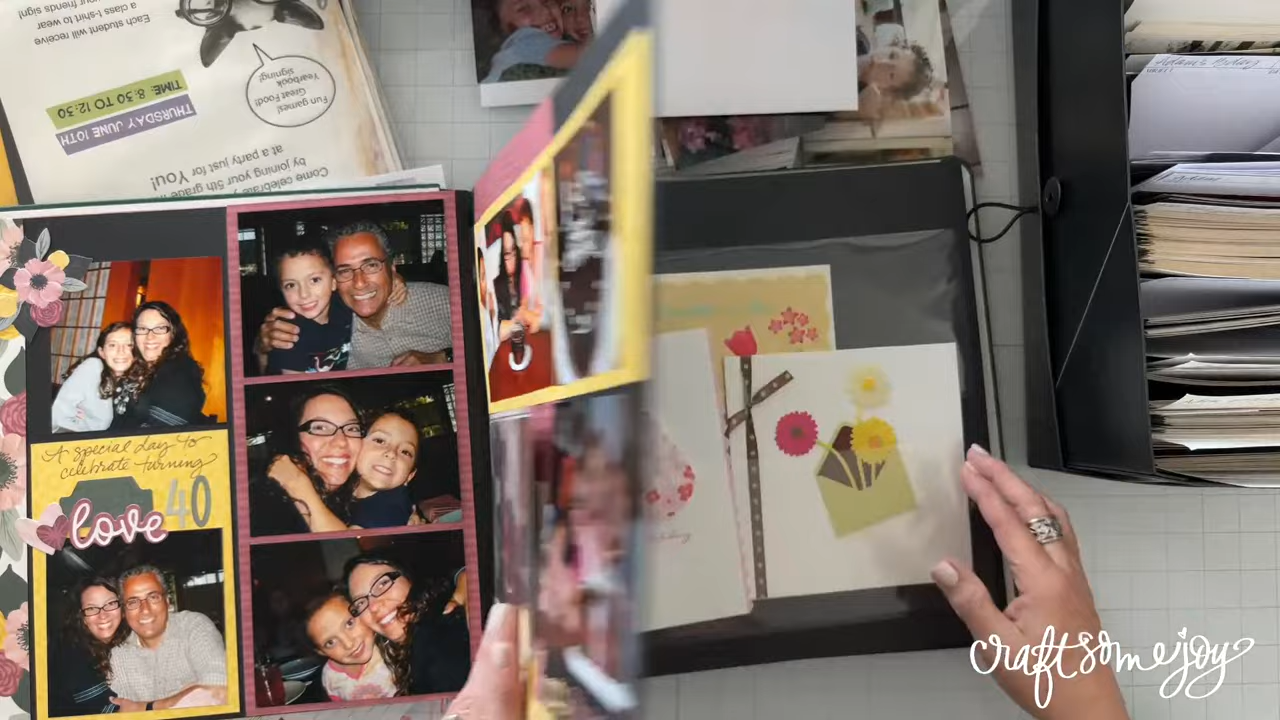 Each student will receive
a class t-shirt to wear
your friends sign!
Fun games!
Great Food!
Yearbook
signing!
TIME: 8:30 TO 12:30
THURSDAY JUNE 10TH
at a party just for You!
Come celebrate
by joining your 5th grade
A special day to
celebrate turning
40
love
Adam's Bday
craftsomejoy